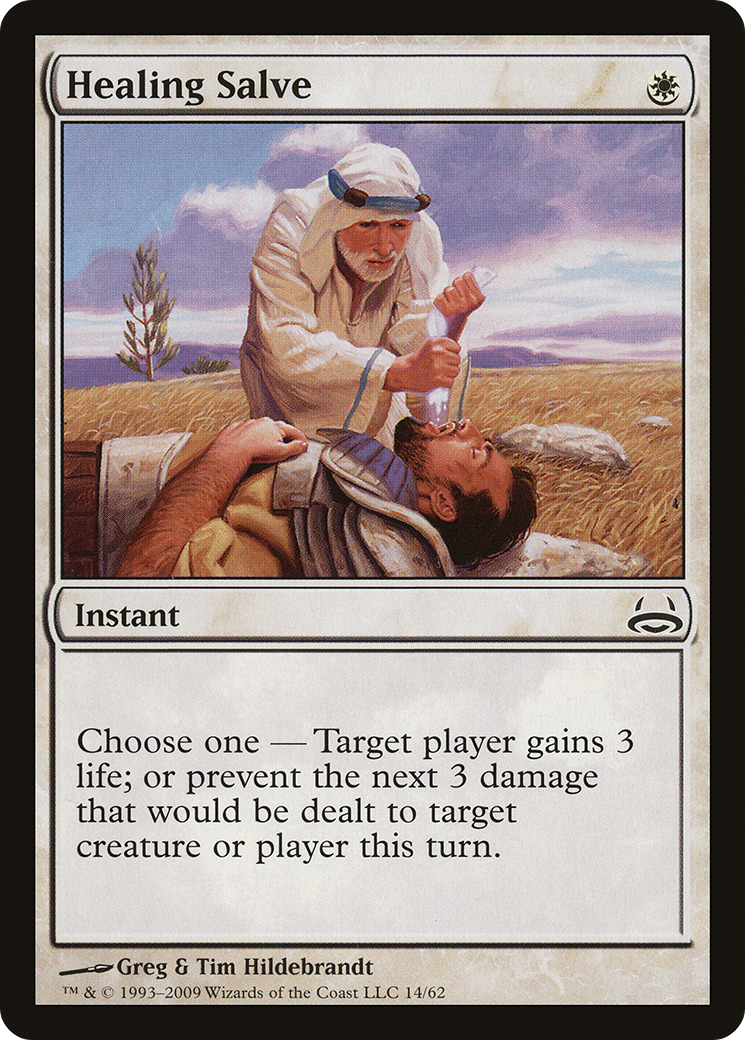 Healing Salve
Instant
Choose one — Target player gains 3
life; or prevent the next 3 damage
that would be dealt to target
creature or player this turn.
Greg & Tim Hildebrandt
™ & © 1993–2009 Wizards of the Coast LLC 14/62